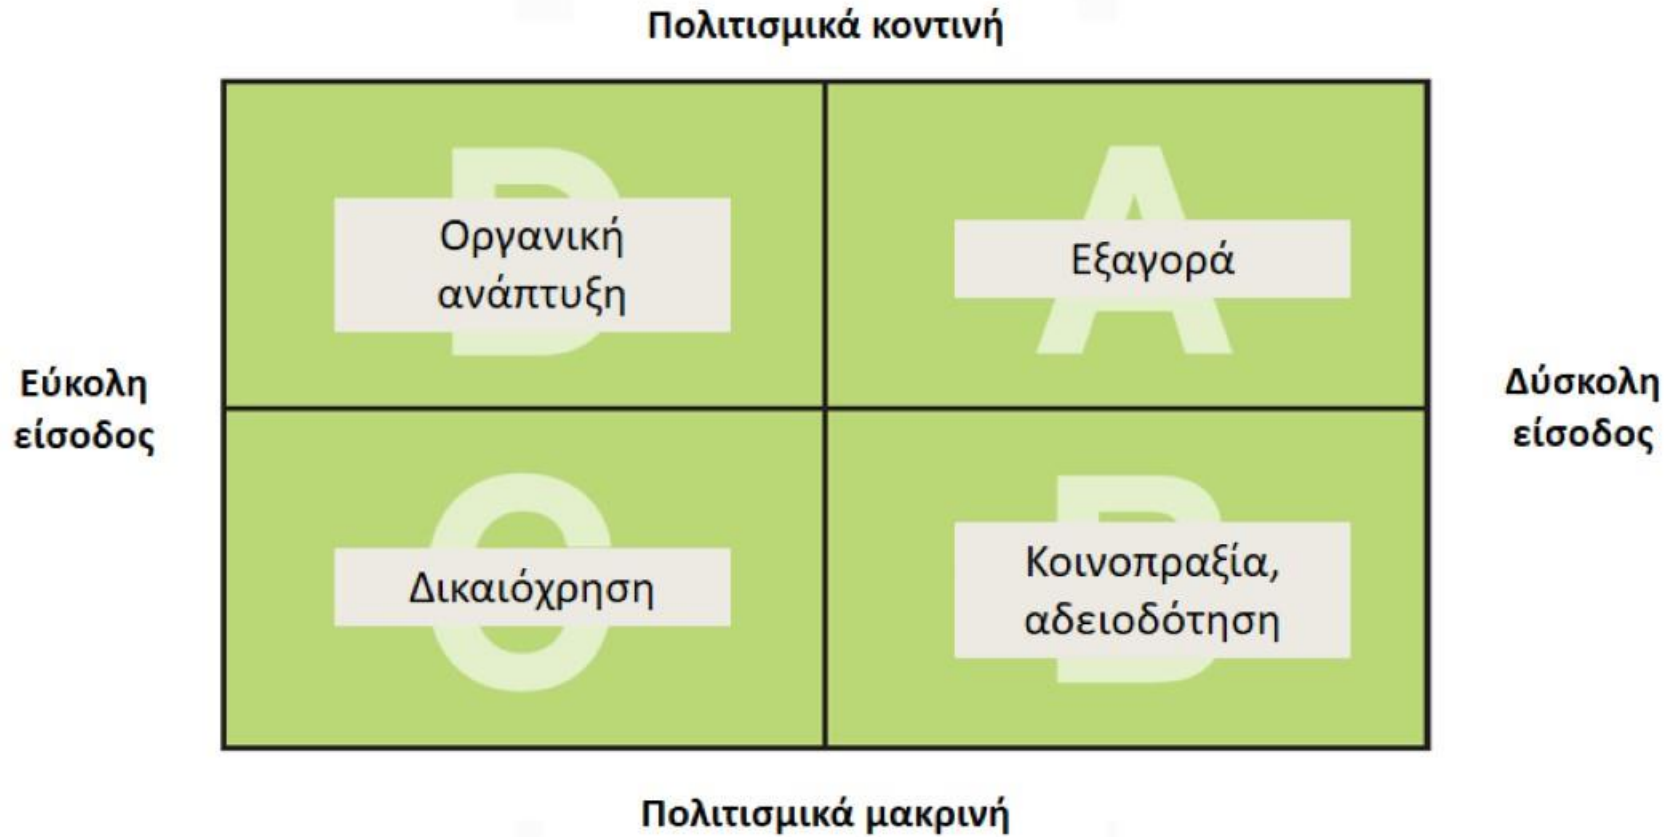 Πολιτισμικά κοντινή
D
Οργανική
ανάπτυξη
A
Εξαγορά
Εύκολη
είσοδος
Δύσκολη
είσοδος
C
Δικαιόχρηση
B
Κοινοπραξία,
αδειοδότηση
Πολιτισμικά μακρινή